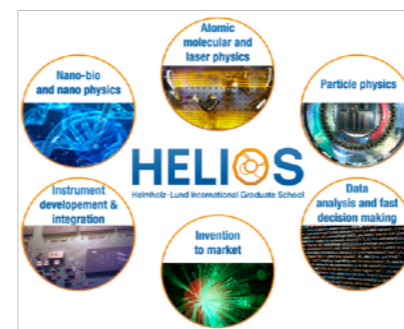 Atomic
molecular and
laser physics
Nano-bio
and nano physics
Particle physics
HELIOS
Helmholz-Lund International Graduate School
Instrument
developement &
integration
Data
analysis and fast
decision making
Invention
to market